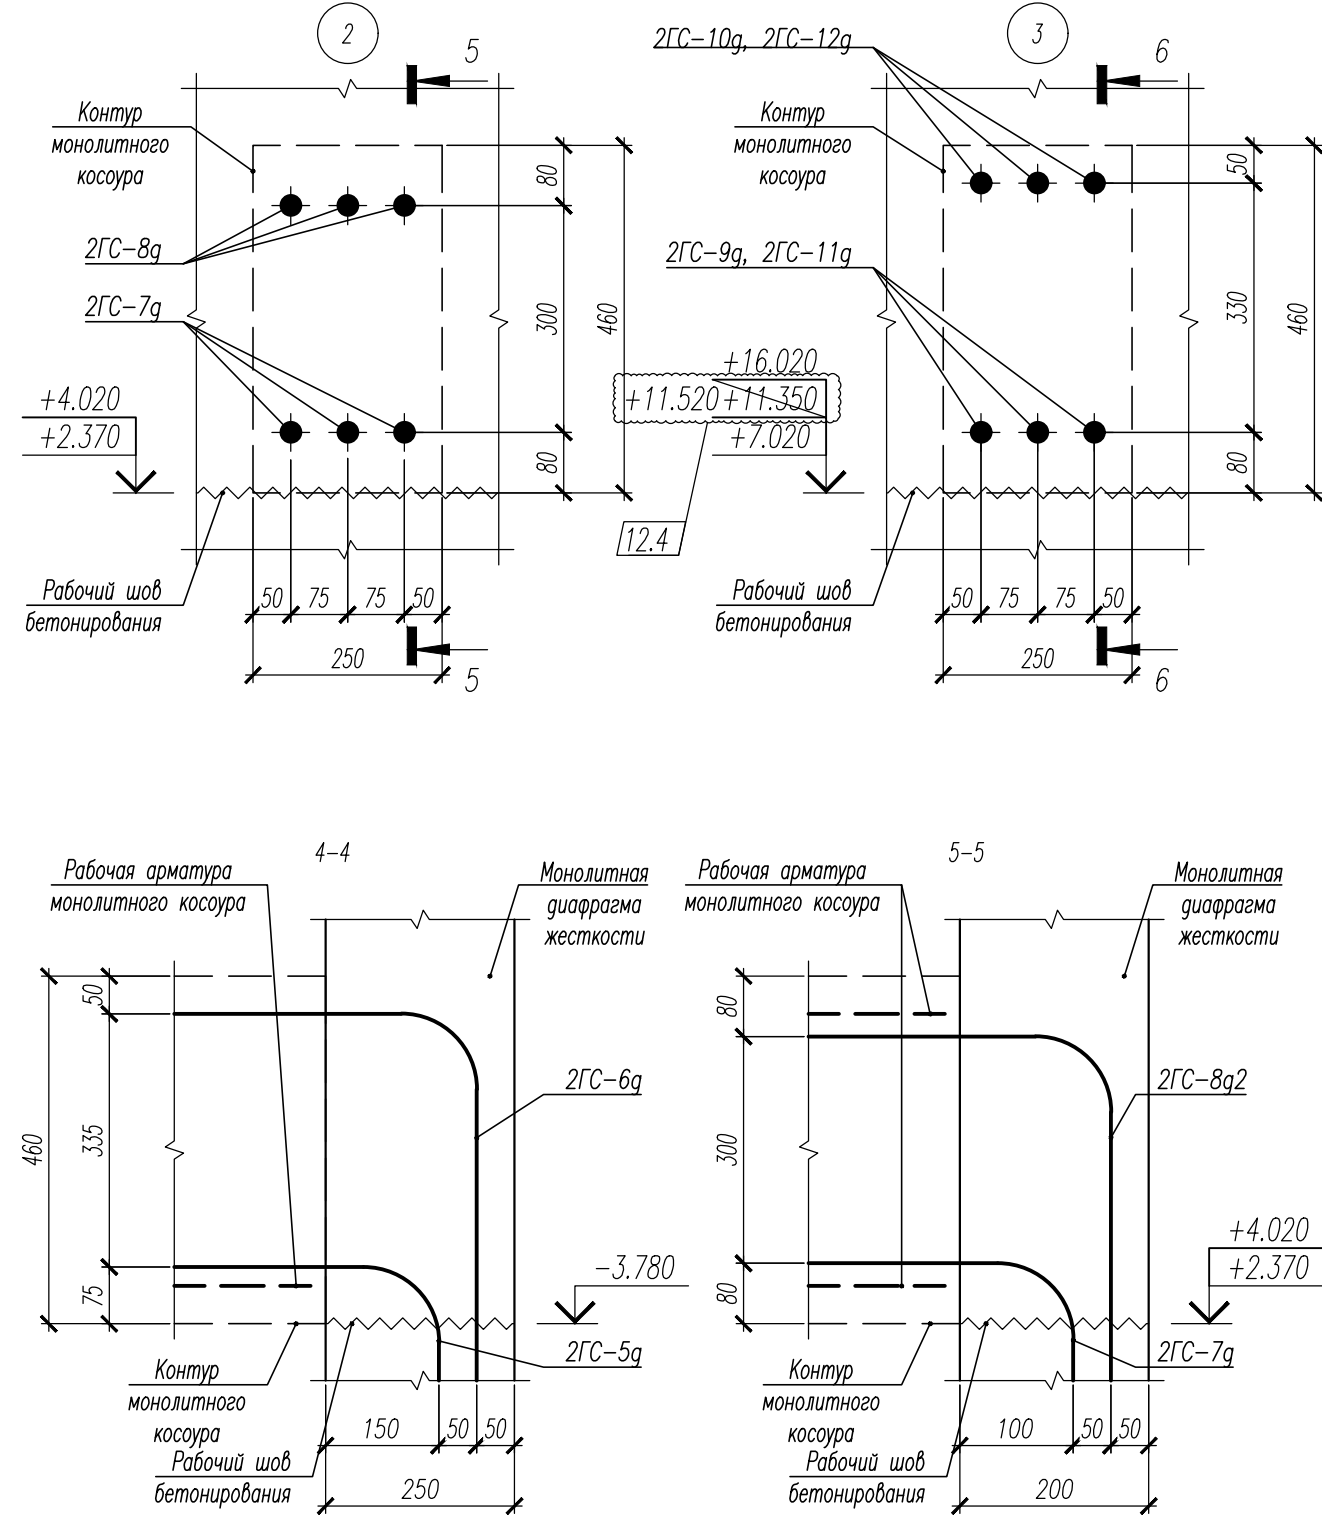 2
5
Контур
монолитного
косоура
80
2ГС-8д
2ГС-7д
300
460
+4.020
+2.370
80
Рабочий шов
бетонирования
50
75
75
50
250
5
3
2ГС-10д, 2ГС-12д
6
Контур
монолитного
косоура
50
2ГС-9д, 2ГС-11д
330
460
+16.020
+11.520 +11.350
+7.020
80
12.4
Рабочий шов
бетонирования
50
75
75
50
250
6
4-4
Рабочая арматура
монолитного косоура
Монолитная
диафрагма
жесткости
50
335
460
75
2ГС-6д
-3.780
2ГС-5д
Контур
монолитного
косоура
Рабочий шов
бетонирования
150
50
50
250
5-5
Рабочая арматура
монолитного косоура
Монолитная
диафрагма
жесткости
80
300
80
2ГС-8д2
+4.020
+2.370
2ГС-7д
Контур
монолитного
косоура
Рабочий шов
бетонирования
100
50
50
200